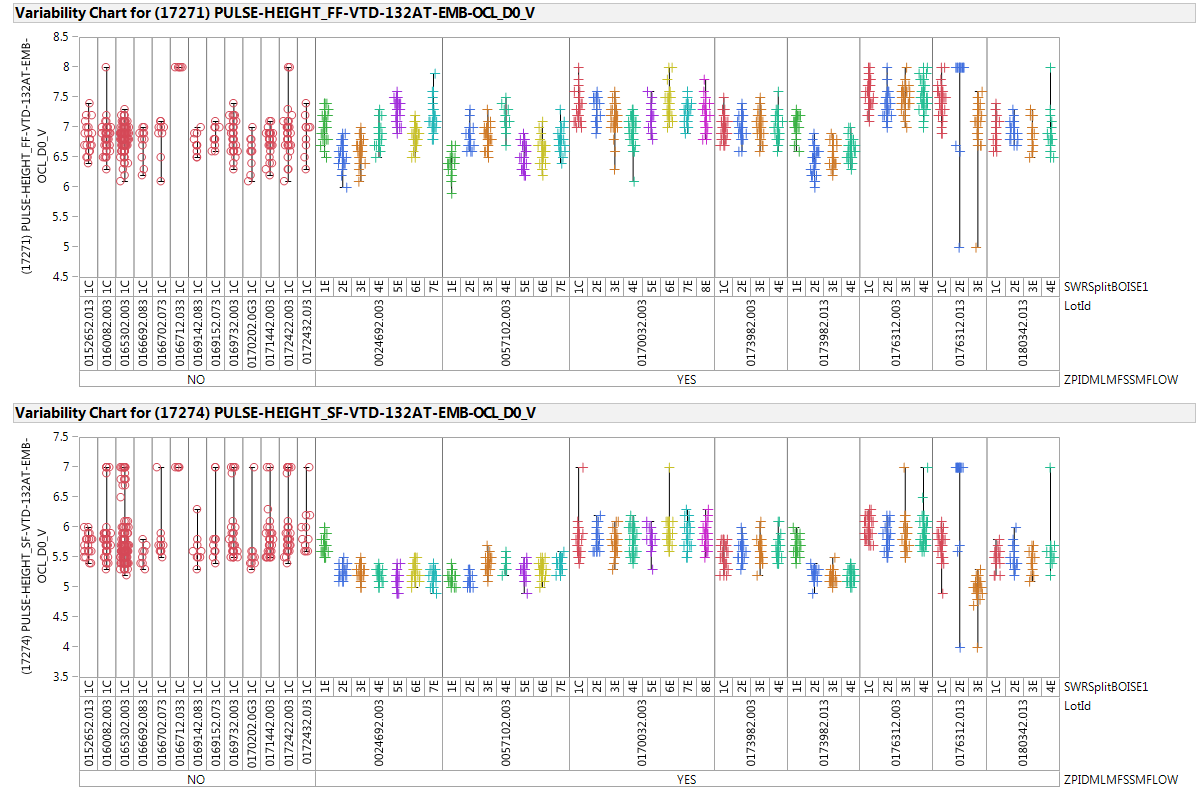 Variability Chart for (17271) PULSE-HEIGHT_FF-VTD-132AT-EMB-OCL_D0_V
(17271) PULSE-HEIGHT_FF-VTD-132AT-EMB-
OCL_D0_V
8.5
8
7.5
7
6.5
6
5.5
5
4.5
1C 1C 1C 1C 1C 1C 1C 1C 1C 1C 1C 1C 1C 1E 2E 3E 4E 5E 6E 7E 1E 2E 3E 4E 5E 6E 7E 1C 2E 3E 4E 5E 6E 7E 8E 1C 2E 3E 4E 1E 2E 3E 4E 1C 2E 3E 4E 1C 2E 3E 1C 2E 3E 4E SWRSplitBOISE1
0152652.013 0160082.003 0165302.003 0166692.083 0166702.073 0166712.033 0169142.083 0169152.073 0169732.003 0170202.0G3 0171442.003 0172422.003 0172432.0J3 0024692.003 0057102.003 0170032.003 0173982.003 0173982.013 0176312.003 0176312.013 0180342.013 LotId
NO YES ZPIDMLMFSSMFLOW
Variability Chart for (17274) PULSE-HEIGHT_SF-VTD-132AT-EMB-OCL_D0_V
(17274) PULSE-HEIGHT_SF-VTD-132AT-EMB-
OCL_D0_V
7.5
7
6.5
6
5.5
5
4.5
4
3.5
1C 1C 1C 1C 1C 1C 1C 1C 1C 1C 1C 1C 1C 1E 2E 3E 4E 5E 6E 7E 1E 2E 3E 4E 5E 6E 7E 1C 2E 3E 4E 5E 6E 7E 8E 1C 2E 3E 4E 1E 2E 3E 4E 1C 2E 3E 4E 1C 2E 3E 1C 2E 3E 4E SWRSplitBOISE1
0152652.013 0160082.003 0165302.003 0166692.083 0166702.073 0166712.033 0169142.083 0169152.073 0169732.003 0170202.0G3 0171442.003 0172422.003 0172432.0J3 0024692.003 0057102.003 0170032.003 0173982.003 0173982.013 0176312.003 0176312.013 0180342.013 LotId
NO YES ZPIDMLMFSSMFLOW